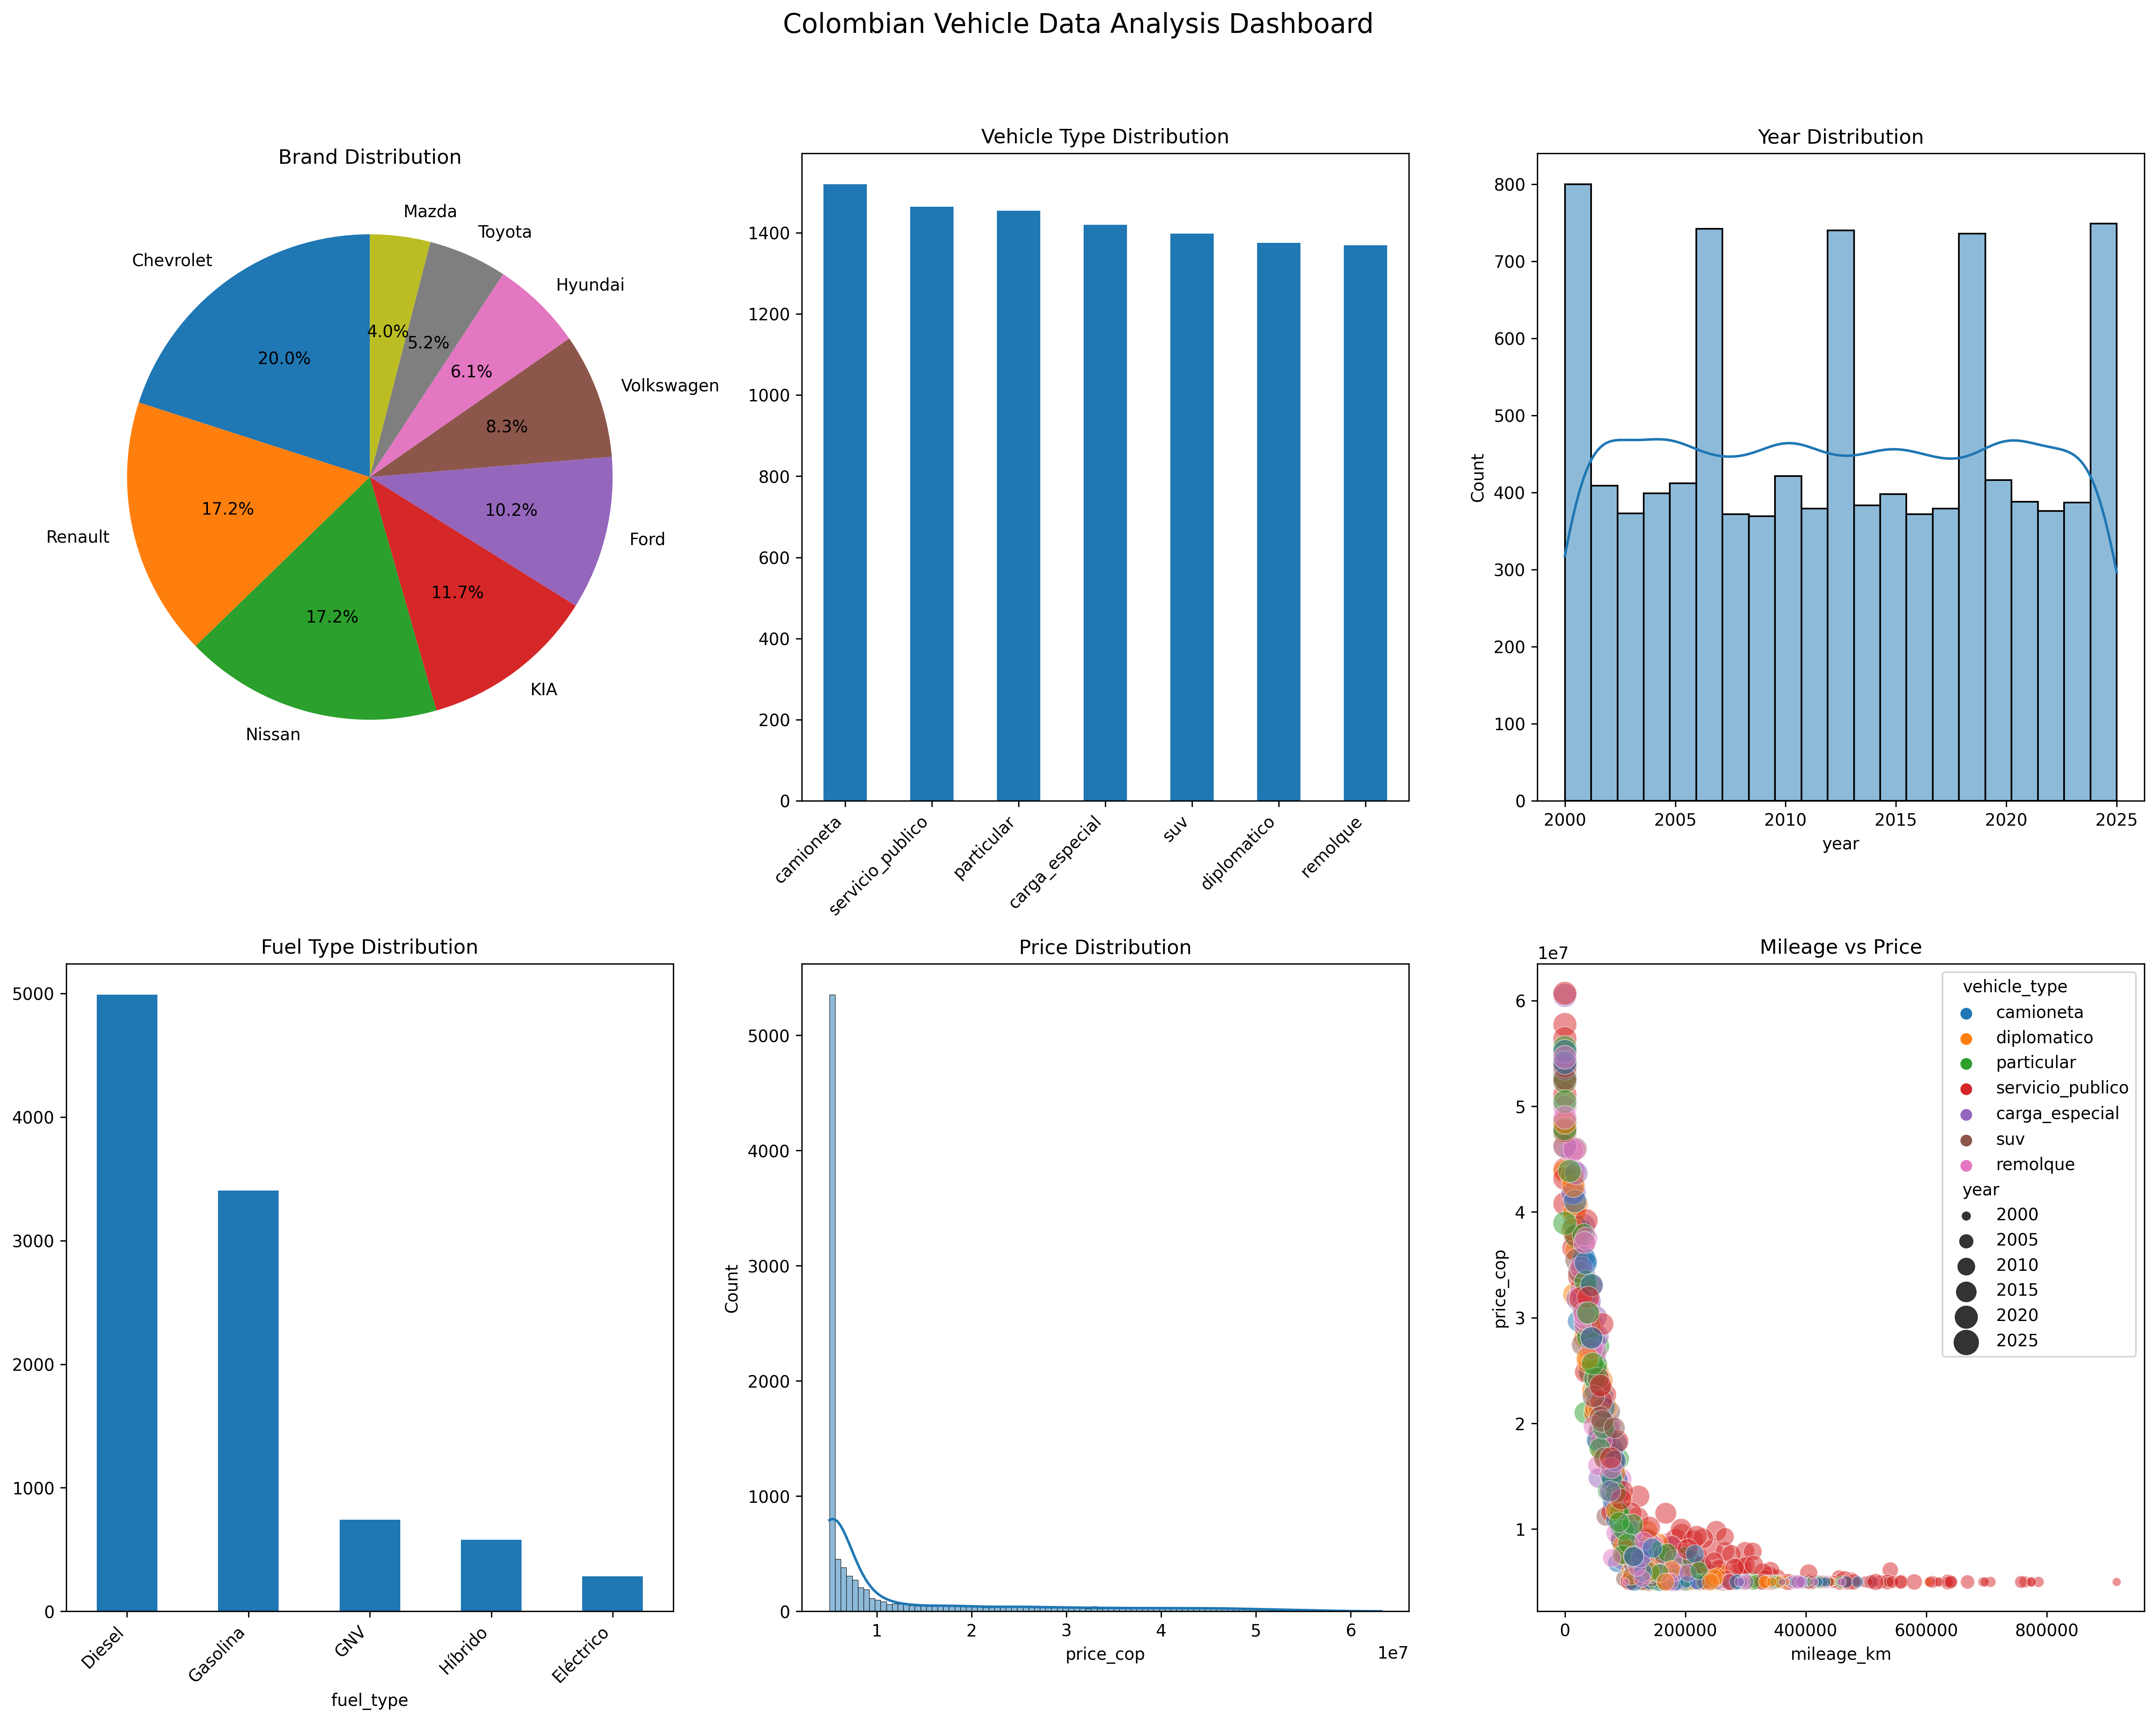 Colombian Vehicle Data Analysis Dashboard
Brand Distribution
Mazda
Toyota
Chevrolet
Hyundai
Volkswagen
Renault
Ford
KIA
Nissan
4.0%
5.2%
20.0%
6.1%
8.3%
17.2%
10.2%
11.7%
17.2%
Vehicle Type Distribution
1400
1200
1000
800
600
400
200
0
camioneta
servicio_publico
particular
carga_especial
suv
diplomatico
remolque
Year Distribution
Count
800
700
600
500
400
300
200
100
0
2000
2005
2010
2015
2020
2025
year
Fuel Type Distribution
5000
4000
3000
2000
1000
0
Diesel
Gasolina
GNV
Híbrido
Eléctrico
fuel_type
Price Distribution
Count
5000
4000
3000
2000
1000
0
1
2
3
4
5
6
1e7
price_cop
Mileage vs Price
1e7
price_cop
6
5
4
3
2
1
vehicle_type
camioneta
diplomatico
particular
servicio_publico
carga_especial
suv
remolque
year
2000
2005
2010
2015
2020
2025
0
200000
400000
600000
800000
mileage_km